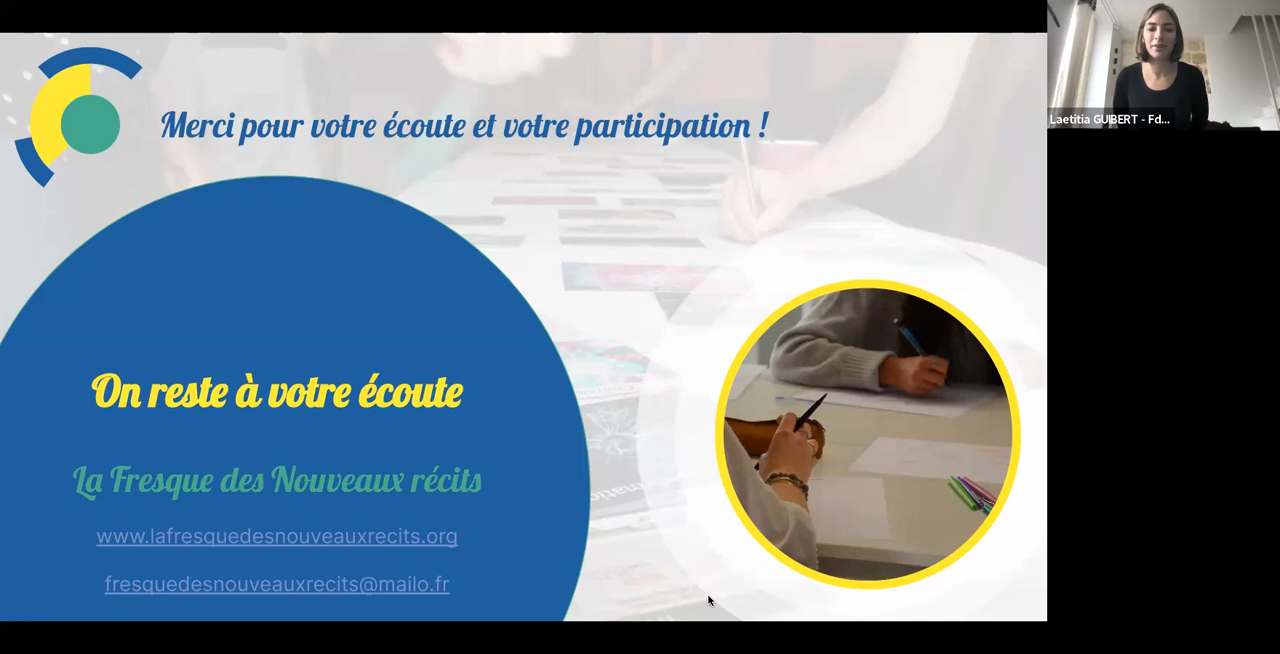 Merci pour votre écoute et votre participation !
Laetitia GUIBERT - Fd...
On reste à votre écoute
La Fresque des Nouveaux récits
www.lafresquedesnouveauxrecits.org
fresquedesnouveauxrecits@mailo.fr